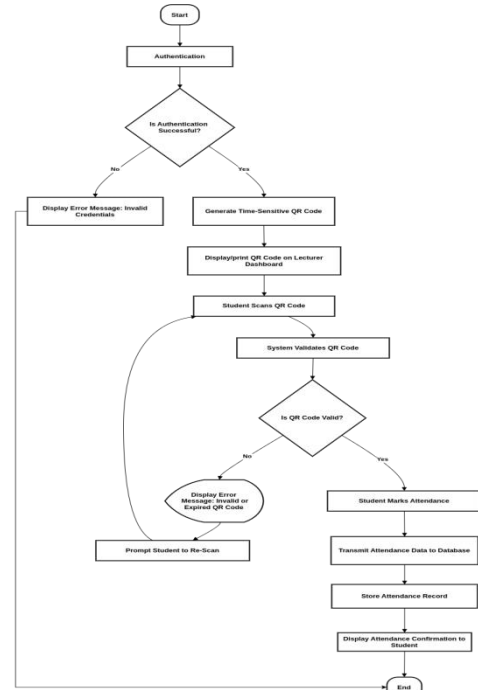 Start
Authentication
Is Authentication
Successful?
No
Yes
Display Error Message: Invalid
Credentials
Generate Time-Sensitive QR Code
Display/print QR Code on Lecturer
Dashboard
Student Scans QR Code
System Validates QR Code
Is QR Code Valid?
No
Yes
Display Error
Message: Invalid or
Expired QR Code
Student Marks Attendance
Prompt Student to Re-Scan
Transmit Attendance Data to Database
Store Attendance Record
Display Attendance Confirmation to
Student
End